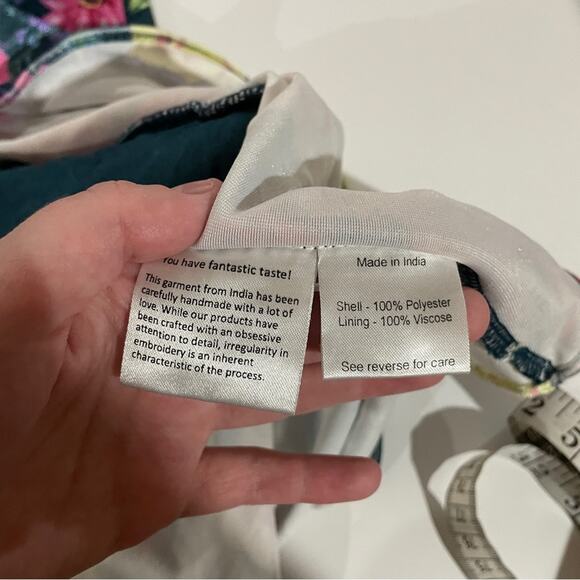 You have fantastic taste!
This garment from India has been
carefully handmade with a lot of
love. While our products have
been crafted with an obsessive
attention to detail, irregularity in
embroidery is an inherent
characteristic of the process.
Made in India
Shell - 100% Polyester
Lining - 100% Viscose
See reverse for care
2
5